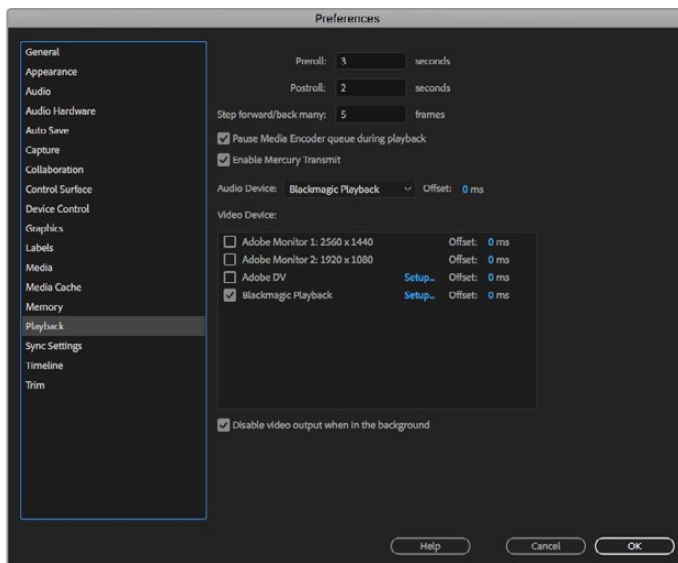 Preferences
General
Appearance
Audio
Audio Hardware
Auto Save
Capture
Collaboration
Control Surface
Device Control
Graphics
Labels
Media
Media Cache
Memory
Playback
Sync Settings
Timeline
Trim
Preroll: 3 seconds
Postroll: 2 seconds
Step forward/back many: 5 frames
Pause Media Encoder queue during playback
Enable Mercury Transmit
Audio Device: Blackmagic Playback Offset: 0 ms
Video Device:
Adobe Monitor 1: 2560 x 1440 Offset: 0 ms
Adobe Monitor 2: 1920 x 1080 Offset: 0 ms
Adobe DV Setup... Offset: 0 ms
Blackmagic Playback Setup... Offset: 0 ms
Disable video output when in the background
Help Cancel OK